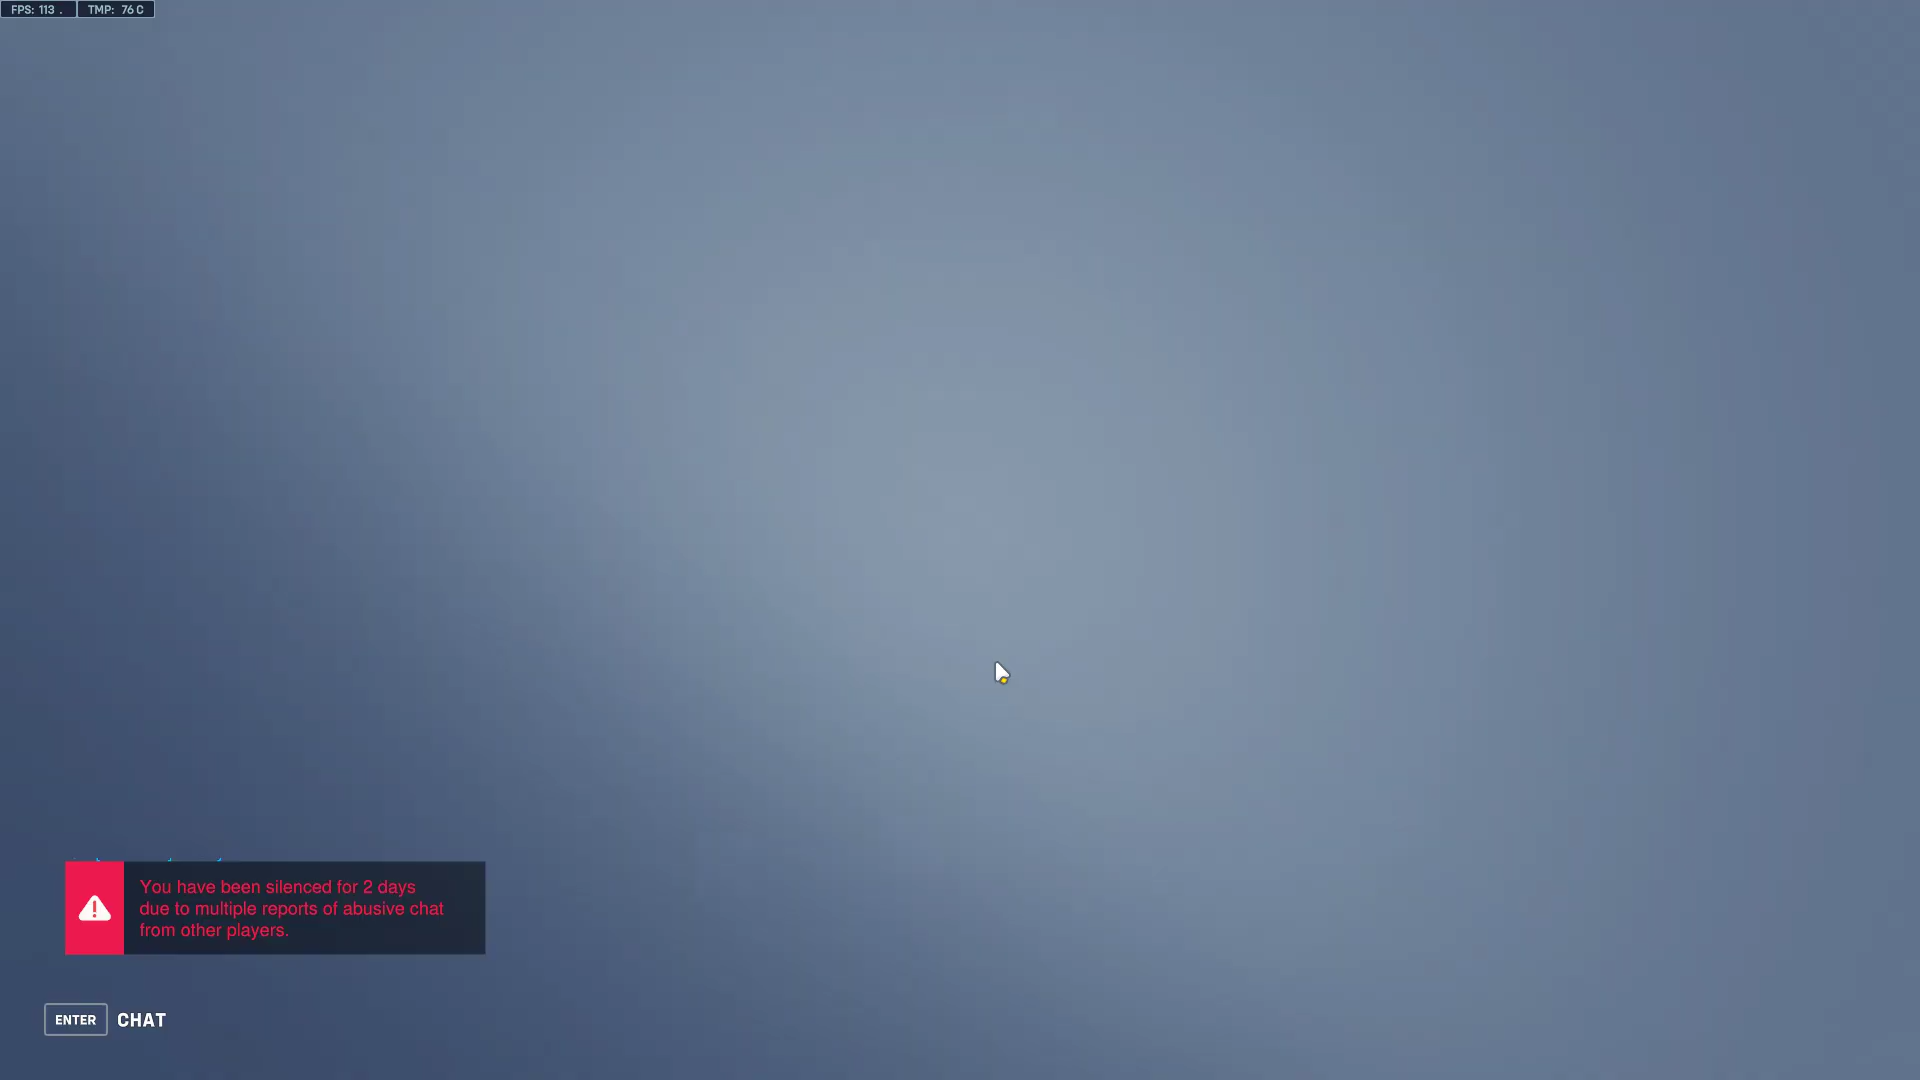 FPS: 113 .
TMP: 76 C
You have been silenced for 2 days
due to multiple reports of abusive chat
from other players.
ENTER CHAT